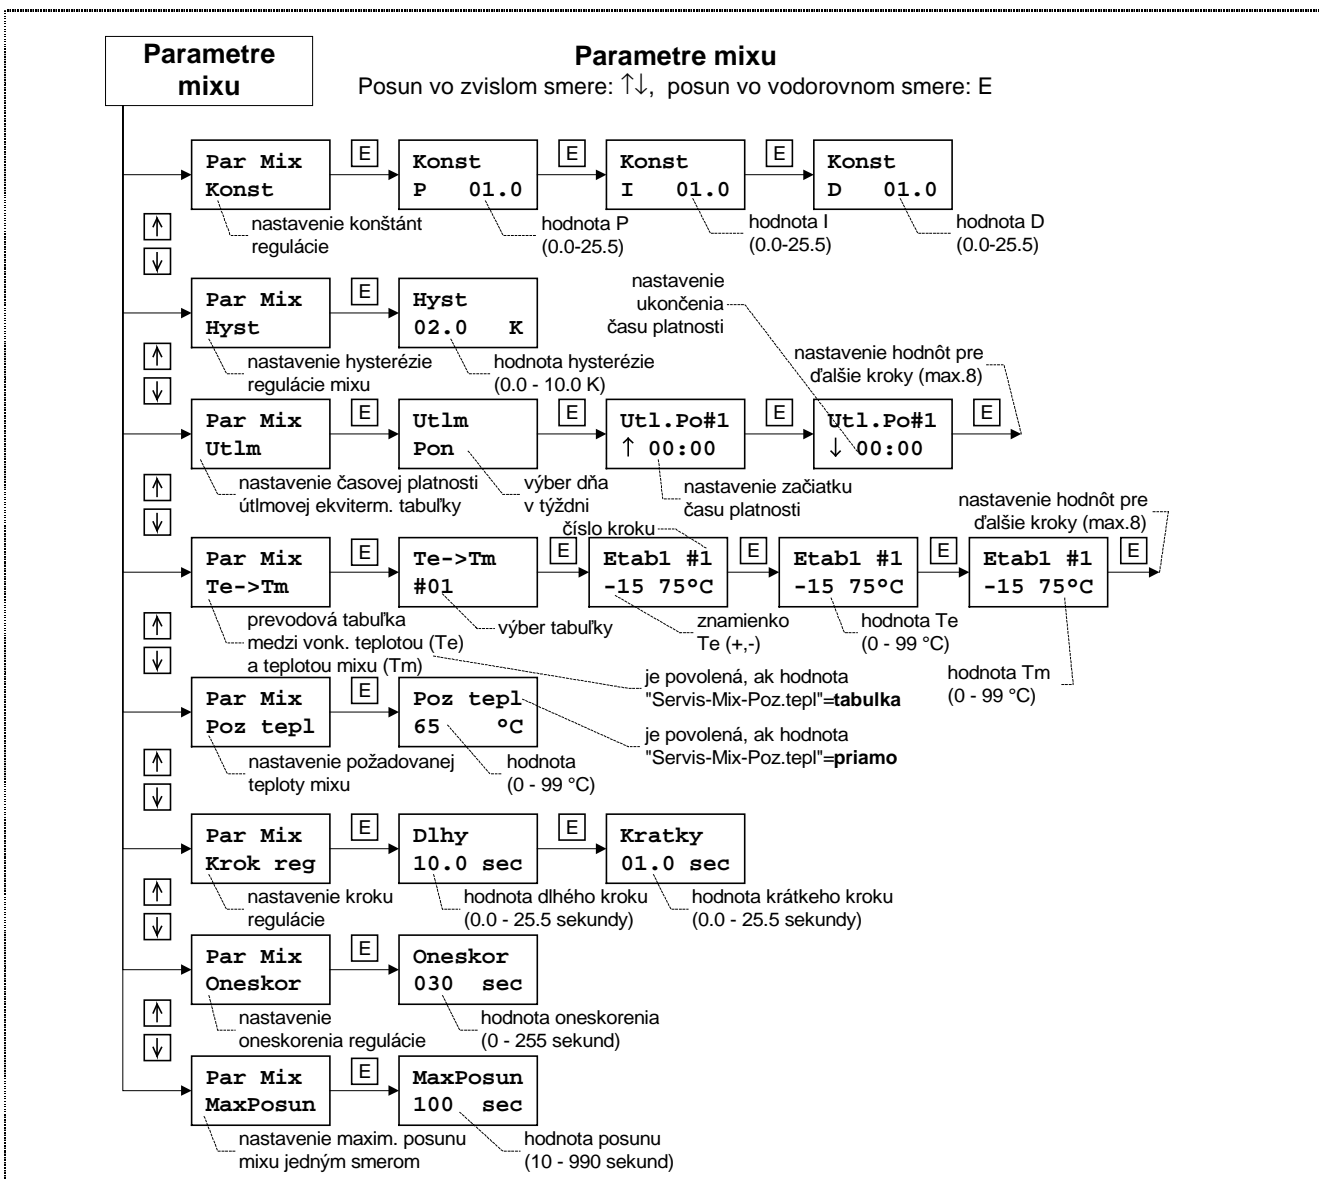 Parametre
mixu
Parametre mixu
Posun vo zvislom smere: ↑↓, posun vo vodorovnom smere: E
Par Mix
Konst
E
Konst
P 01.0
E
Konst
I 01.0
E
Konst
D 01.0
nastavenie konštánt
regulácie
hodnota P
(0.0-25.5)
hodnota I
(0.0-25.5)
hodnota D
(0.0-25.5)
↑
↓
Par Mix
Hyst
E
Hyst
02.0 K
nastavenie
ukončenia
času platnosti
nastavenie hysterézie
regulácie mixu
hodnota hysterézie
(0.0 - 10.0 K)
nastavenie hodnôt pre
ďalšie kroky (max.8)
↑
↓
Par Mix
Utlm
E
Utlm
Pon
E
Utl.Po#1
↑ 00:00
E
Utl.Po#1
↓ 00:00
E
nastavenie časovej platnosti
útlmovej ekviterm. tabuľky
výber dňa
v týždni
nastavenie začiatku
času platnosti
nastavenie hodnôt pre
ďalšie kroky (max.8)
číslo kroku
↑
↓
Par Mix
Te->Tm
E
Te->Tm
#01
E
Etab1 #1
-15 75°C
E
Etab1 #1
-15 75°C
E
Etab1 #1
-15 75°C
E
prevodová tabuľka
medzi vonk. teplotou (Te)
a teplotou mixu (Tm)
výber tabuľky
znamienko
Te (+,-)
hodnota Te
(0 - 99 °C)
hodnota Tm
(0 - 99 °C)
je povolená, ak hodnota
"Servis-Mix-Poz.tepl"=tabulka
↑
↓
Par Mix
Poz tepl
E
Poz tepl
65 °C
je povolená, ak hodnota
"Servis-Mix-Poz.tepl"=priamo
nastavenie požadovanej
teploty mixu
hodnota
(0 - 99 °C)
↑
↓
Par Mix
Krok reg
E
Dlhy
10.0 sec
E
Kratky
01.0 sec
nastavenie kroku
regulácie
hodnota dlhého kroku
(0.0 - 25.5 sekundy)
hodnota krátkeho kroku
(0.0 - 25.5 sekundy)
↑
↓
Par Mix
Oneskor
E
Oneskor
030 sec
nastavenie
oneskorenia regulácie
hodnota oneskorenia
(0 - 255 sekund)
↑
↓
Par Mix
MaxPosun
E
MaxPosun
100 sec
nastavenie maxim. posunu
mixu jedným smerom
hodnota posunu
(10 - 990 sekund)